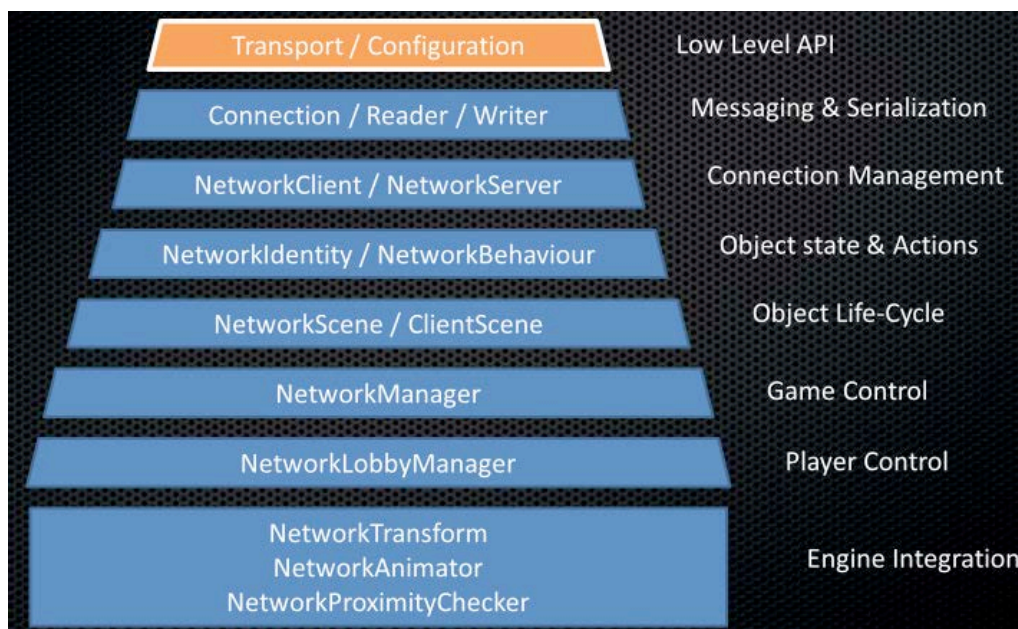 Transport / Configuration Low Level API
Connection / Reader / Writer Messaging & Serialization
NetworkClient / NetworkServer Connection Management
NetworkIdentity / NetworkBehaviour Object state & Actions
NetworkScene / ClientScene Object Life-Cycle
NetworkManager Game Control
NetworkLobbyManager Player Control
NetworkTransform
NetworkAnimator Engine Integration
NetworkProximityChecker